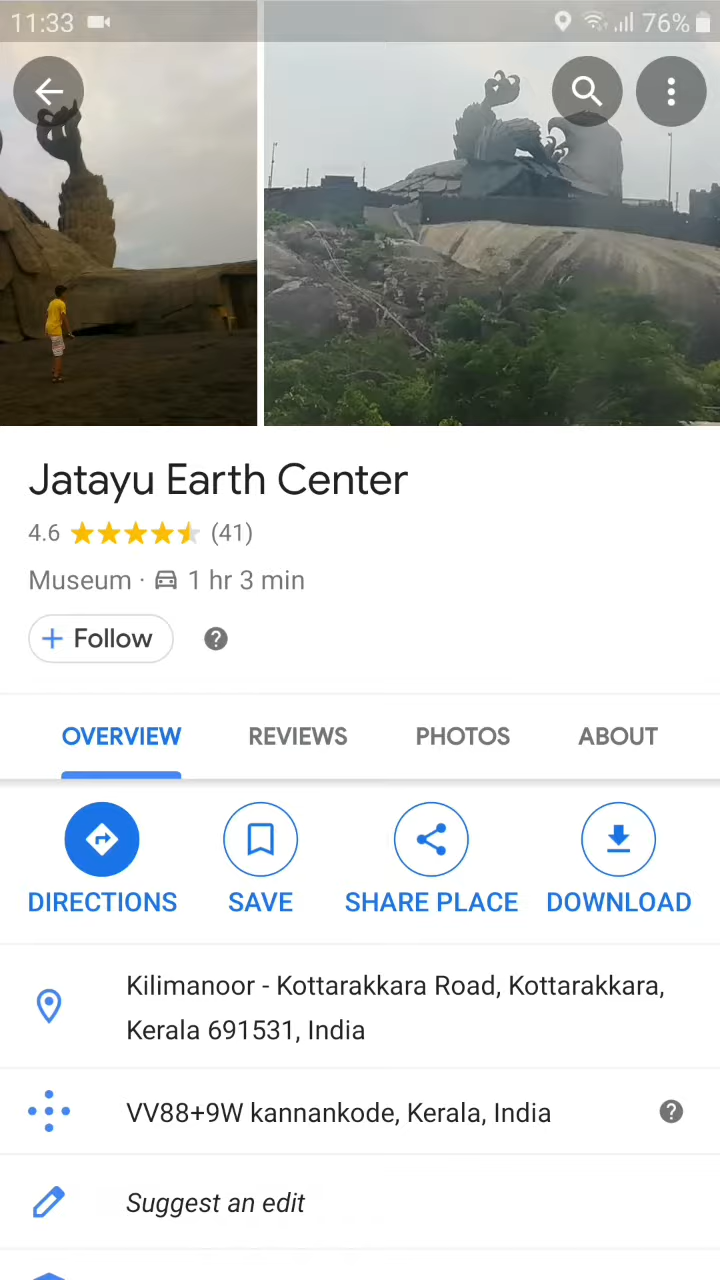 11:33 76%
Jatayu Earth Center
4.6 (41)
Museum · 1 hr 3 min
+ Follow ?
OVERVIEW REVIEWS PHOTOS ABOUT
DIRECTIONS SAVE SHARE PLACE DOWNLOAD
Kilimanoor - Kottarakkara Road, Kottarakkara,
Kerala 691531, India
VV88+9W kannankode, Kerala, India ?
Suggest an edit